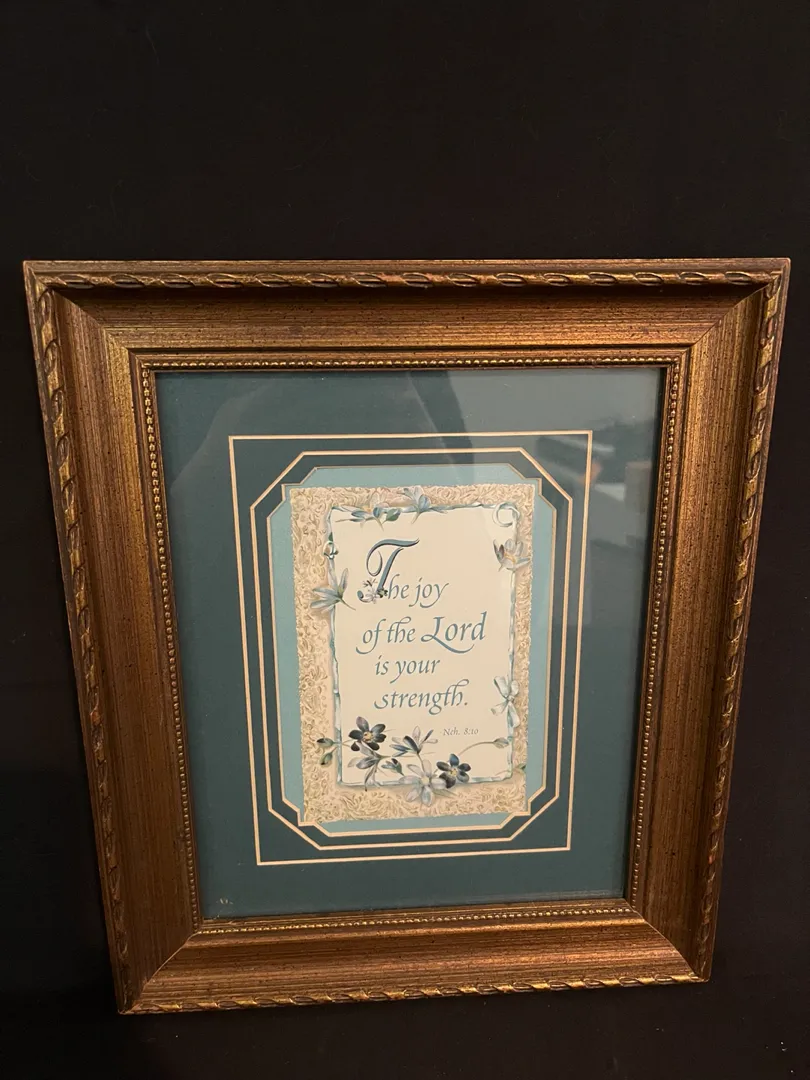 The joy
of the Lord
is your
strength.
Neh. 8:10